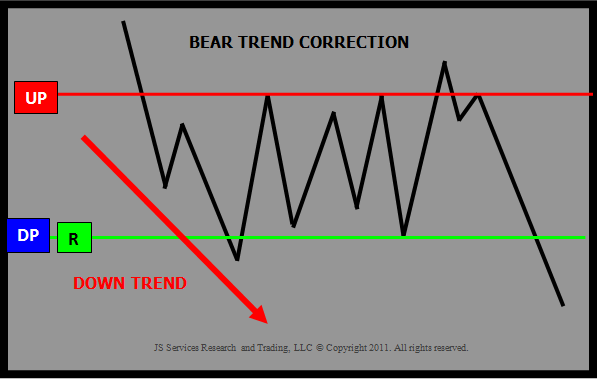 BEAR TREND CORRECTION
UP
DP
R
DOWN TREND
JS Services Research and Trading, LLC © Copyright 2011. All rights reserved.